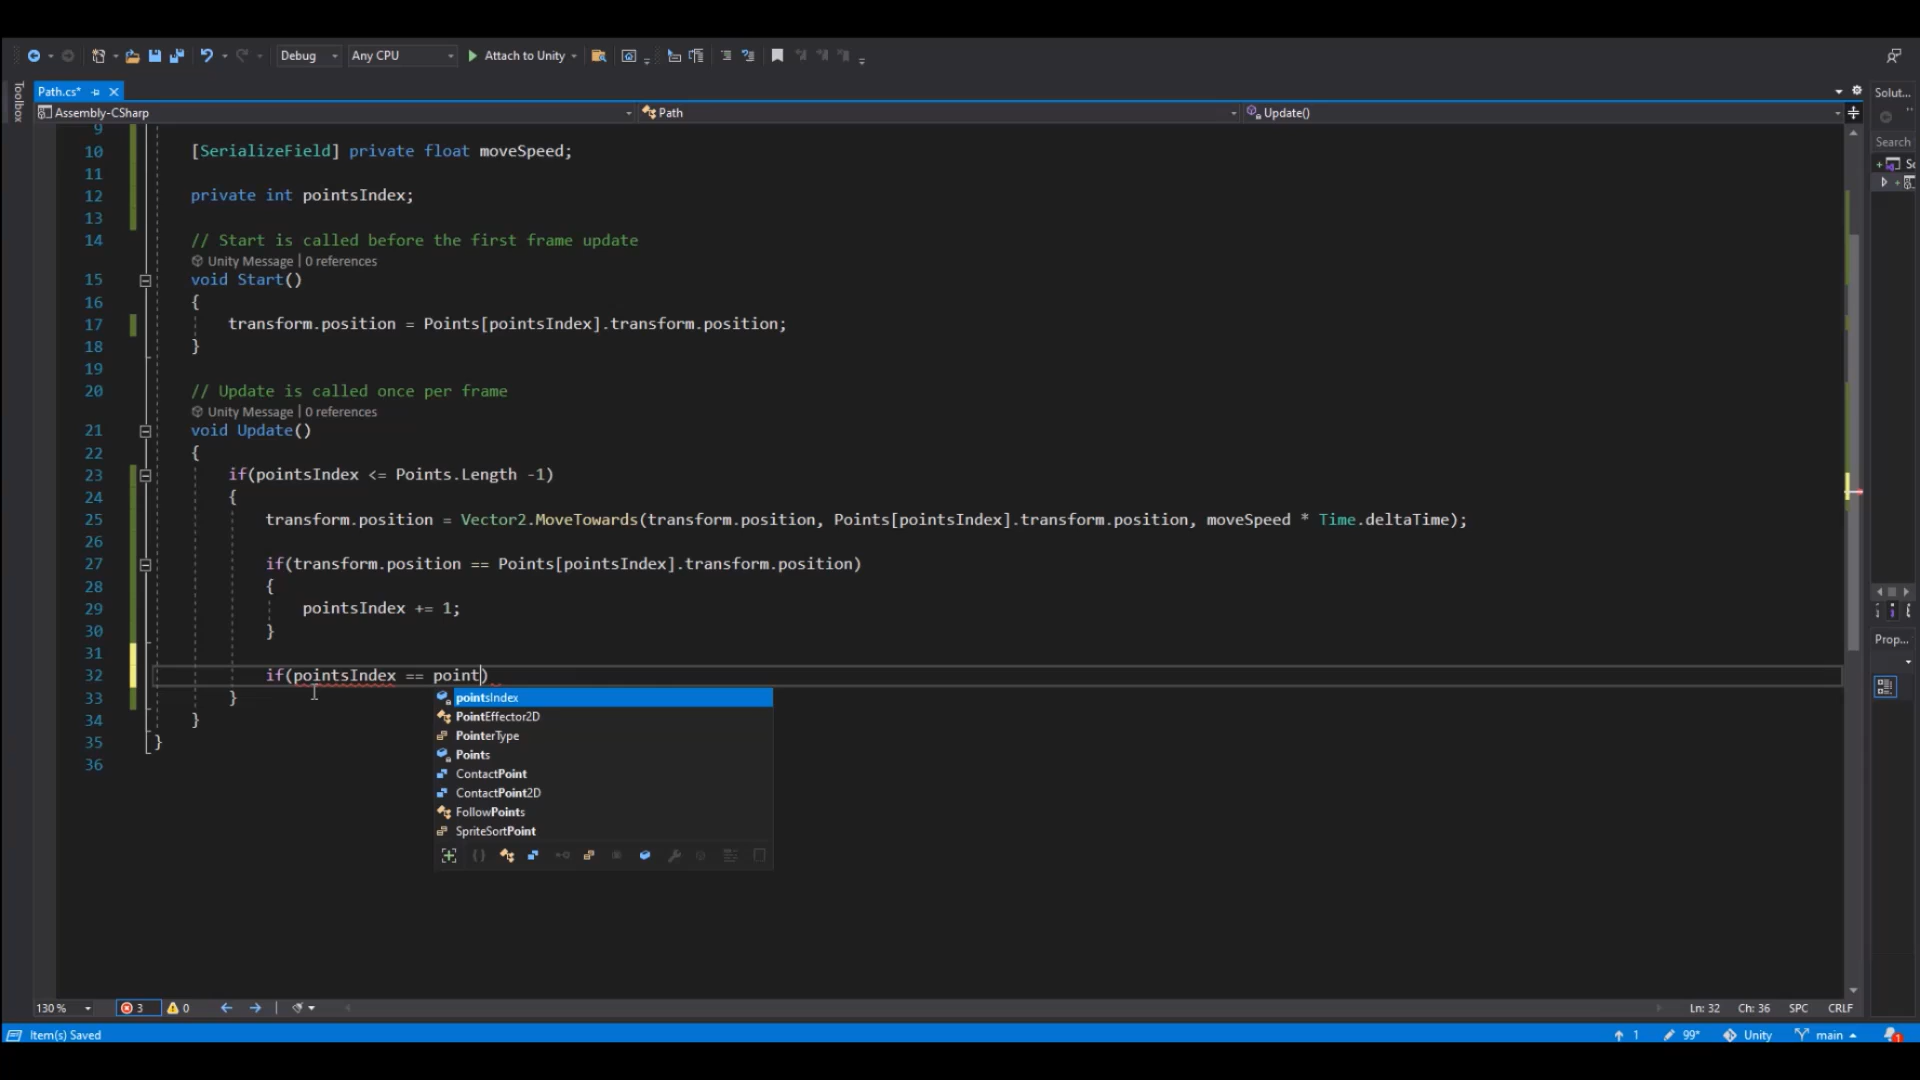 Debug
Any CPU
Attach to Unity
Toolbox
Path.cs*
Solut...
Assembly-CSharp
Path
Update()
Search
9
10 [SerializeField] private float moveSpeed;
11
12 private int pointsIndex;
13
14 // Start is called before the first frame update
Unity Message | 0 references
15 void Start()
16 {
17 transform.position = Points[pointsIndex].transform.position;
18 }
19
20 // Update is called once per frame
Unity Message | 0 references
21 void Update()
22 {
23 if(pointsIndex <= Points.Length -1)
24 {
25 transform.position = Vector2.MoveTowards(transform.position, Points[pointsIndex].transform.position, moveSpeed * Time.deltaTime);
26
27 if(transform.position == Points[pointsIndex].transform.position)
28 {
29 pointsIndex += 1;
30 }
31
32 if(pointsIndex == point)
33 }
34 }
35 }
36
pointsIndex
PointEffector2D
PointerType
Points
ContactPoint
ContactPoint2D
FollowPoints
SpriteSortPoint
Prop...
130 %
3
0
Ln: 32
Ch: 36
SPC
CRLF
Item(s) Saved
1
99*
Unity
main
1